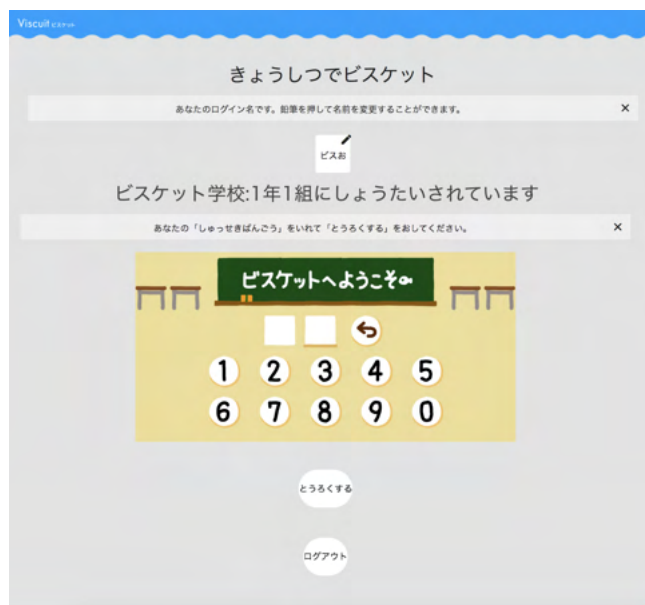 Viscuit ビスケット
きょうしつでビスケット
あなたのログイン名です。鉛筆を押して名前を変更することができます。
ビスお
ビスケット学校:1年1組にしょうたいされています
あなたの「しゅっせきばんごう」をいれて「とうろくする」をおしてください。
ビスケットへようこそ
1 2 3 4 5
6 7 8 9 0
とうろくする
ログアウト